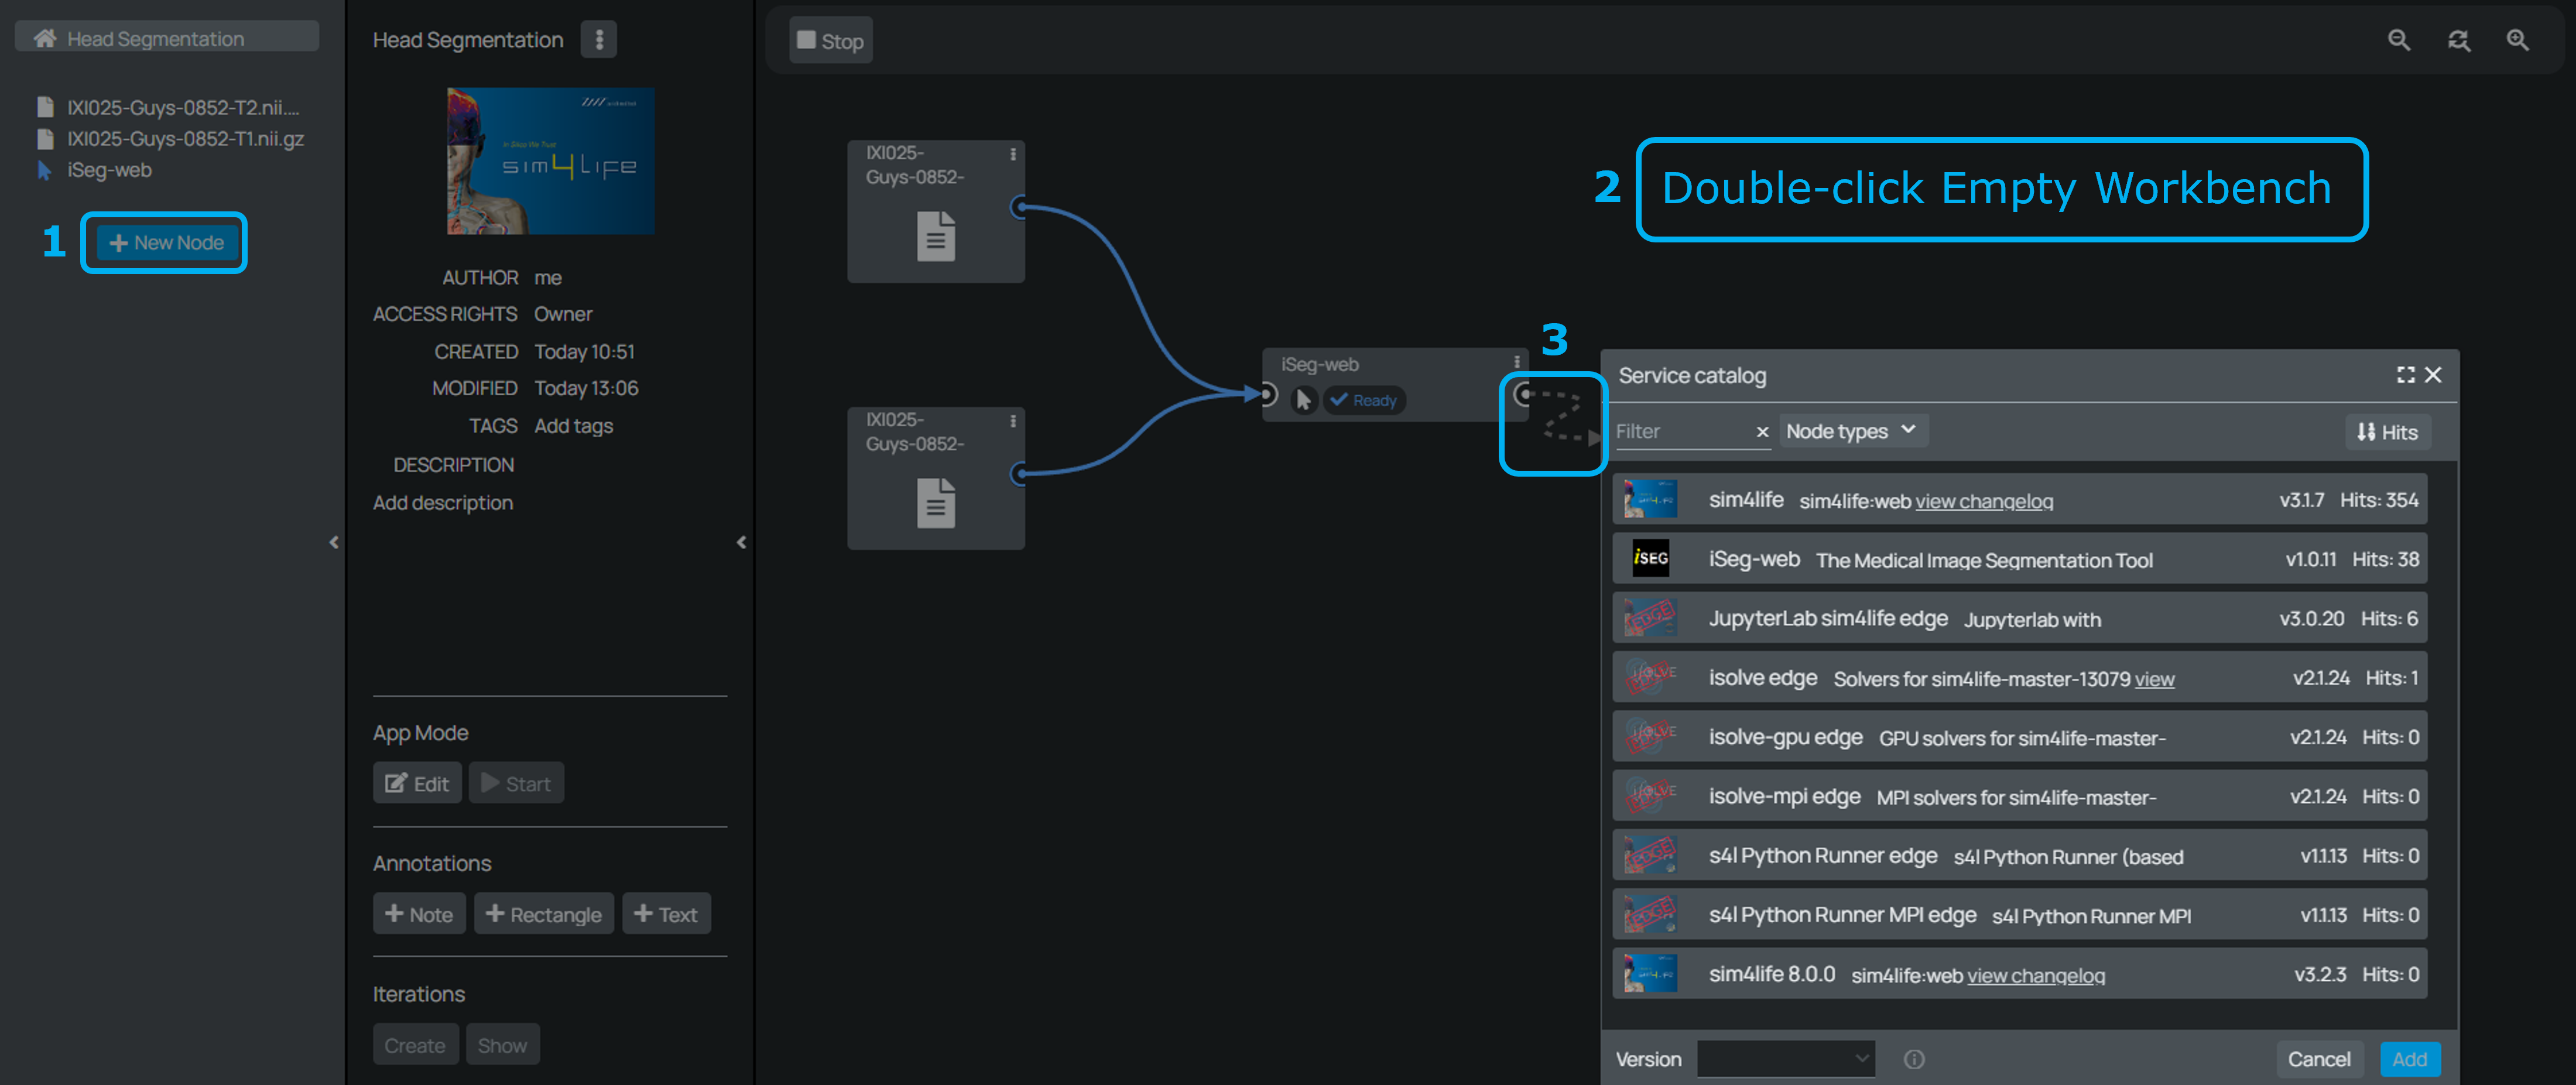 Head Segmentation
IXI025-Guys-0852-T2.nii....
IXI025-Guys-0852-T1.nii.gz
iSeg-web
1
New Node
Head Segmentation
In Silico We Trust
sim4life
AUTHOR me
ACCESS RIGHTS Owner
CREATED Today 10:51
MODIFIED Today 13:06
TAGS Add tags
DESCRIPTION
Add description
App Mode
Edit Start
Annotations
Note Rectangle Text
Iterations
Create Show
Stop
IXI025-
Guys-0852-
IXI025-
Guys-0852-
iSeg-web
Ready
2 Double-click Empty Workbench
3
Service catalog
Filter Node types Hits
sim4life sim4life:web view changelog v3.1.7 Hits: 354
iSEG iSeg-web The Medical Image Segmentation Tool v1.0.11 Hits: 38
EDGE JupyterLab sim4life edge Jupyterlab with v3.0.20 Hits: 6
isolve edge Solvers for sim4life-master-13079 view v2.1.24 Hits: 1
isolve-gpu edge GPU solvers for sim4life-master- v2.1.24 Hits: 0
isolve-mpi edge MPI solvers for sim4life-master- v2.1.24 Hits: 0
EDGE s4l Python Runner edge s4l Python Runner (based v1.1.13 Hits: 0
EDGE s4l Python Runner MPI edge s4l Python Runner MPI v1.1.13 Hits: 0
sim4life 8.0.0 sim4life:web view changelog v3.2.3 Hits: 0
Version
Cancel Add